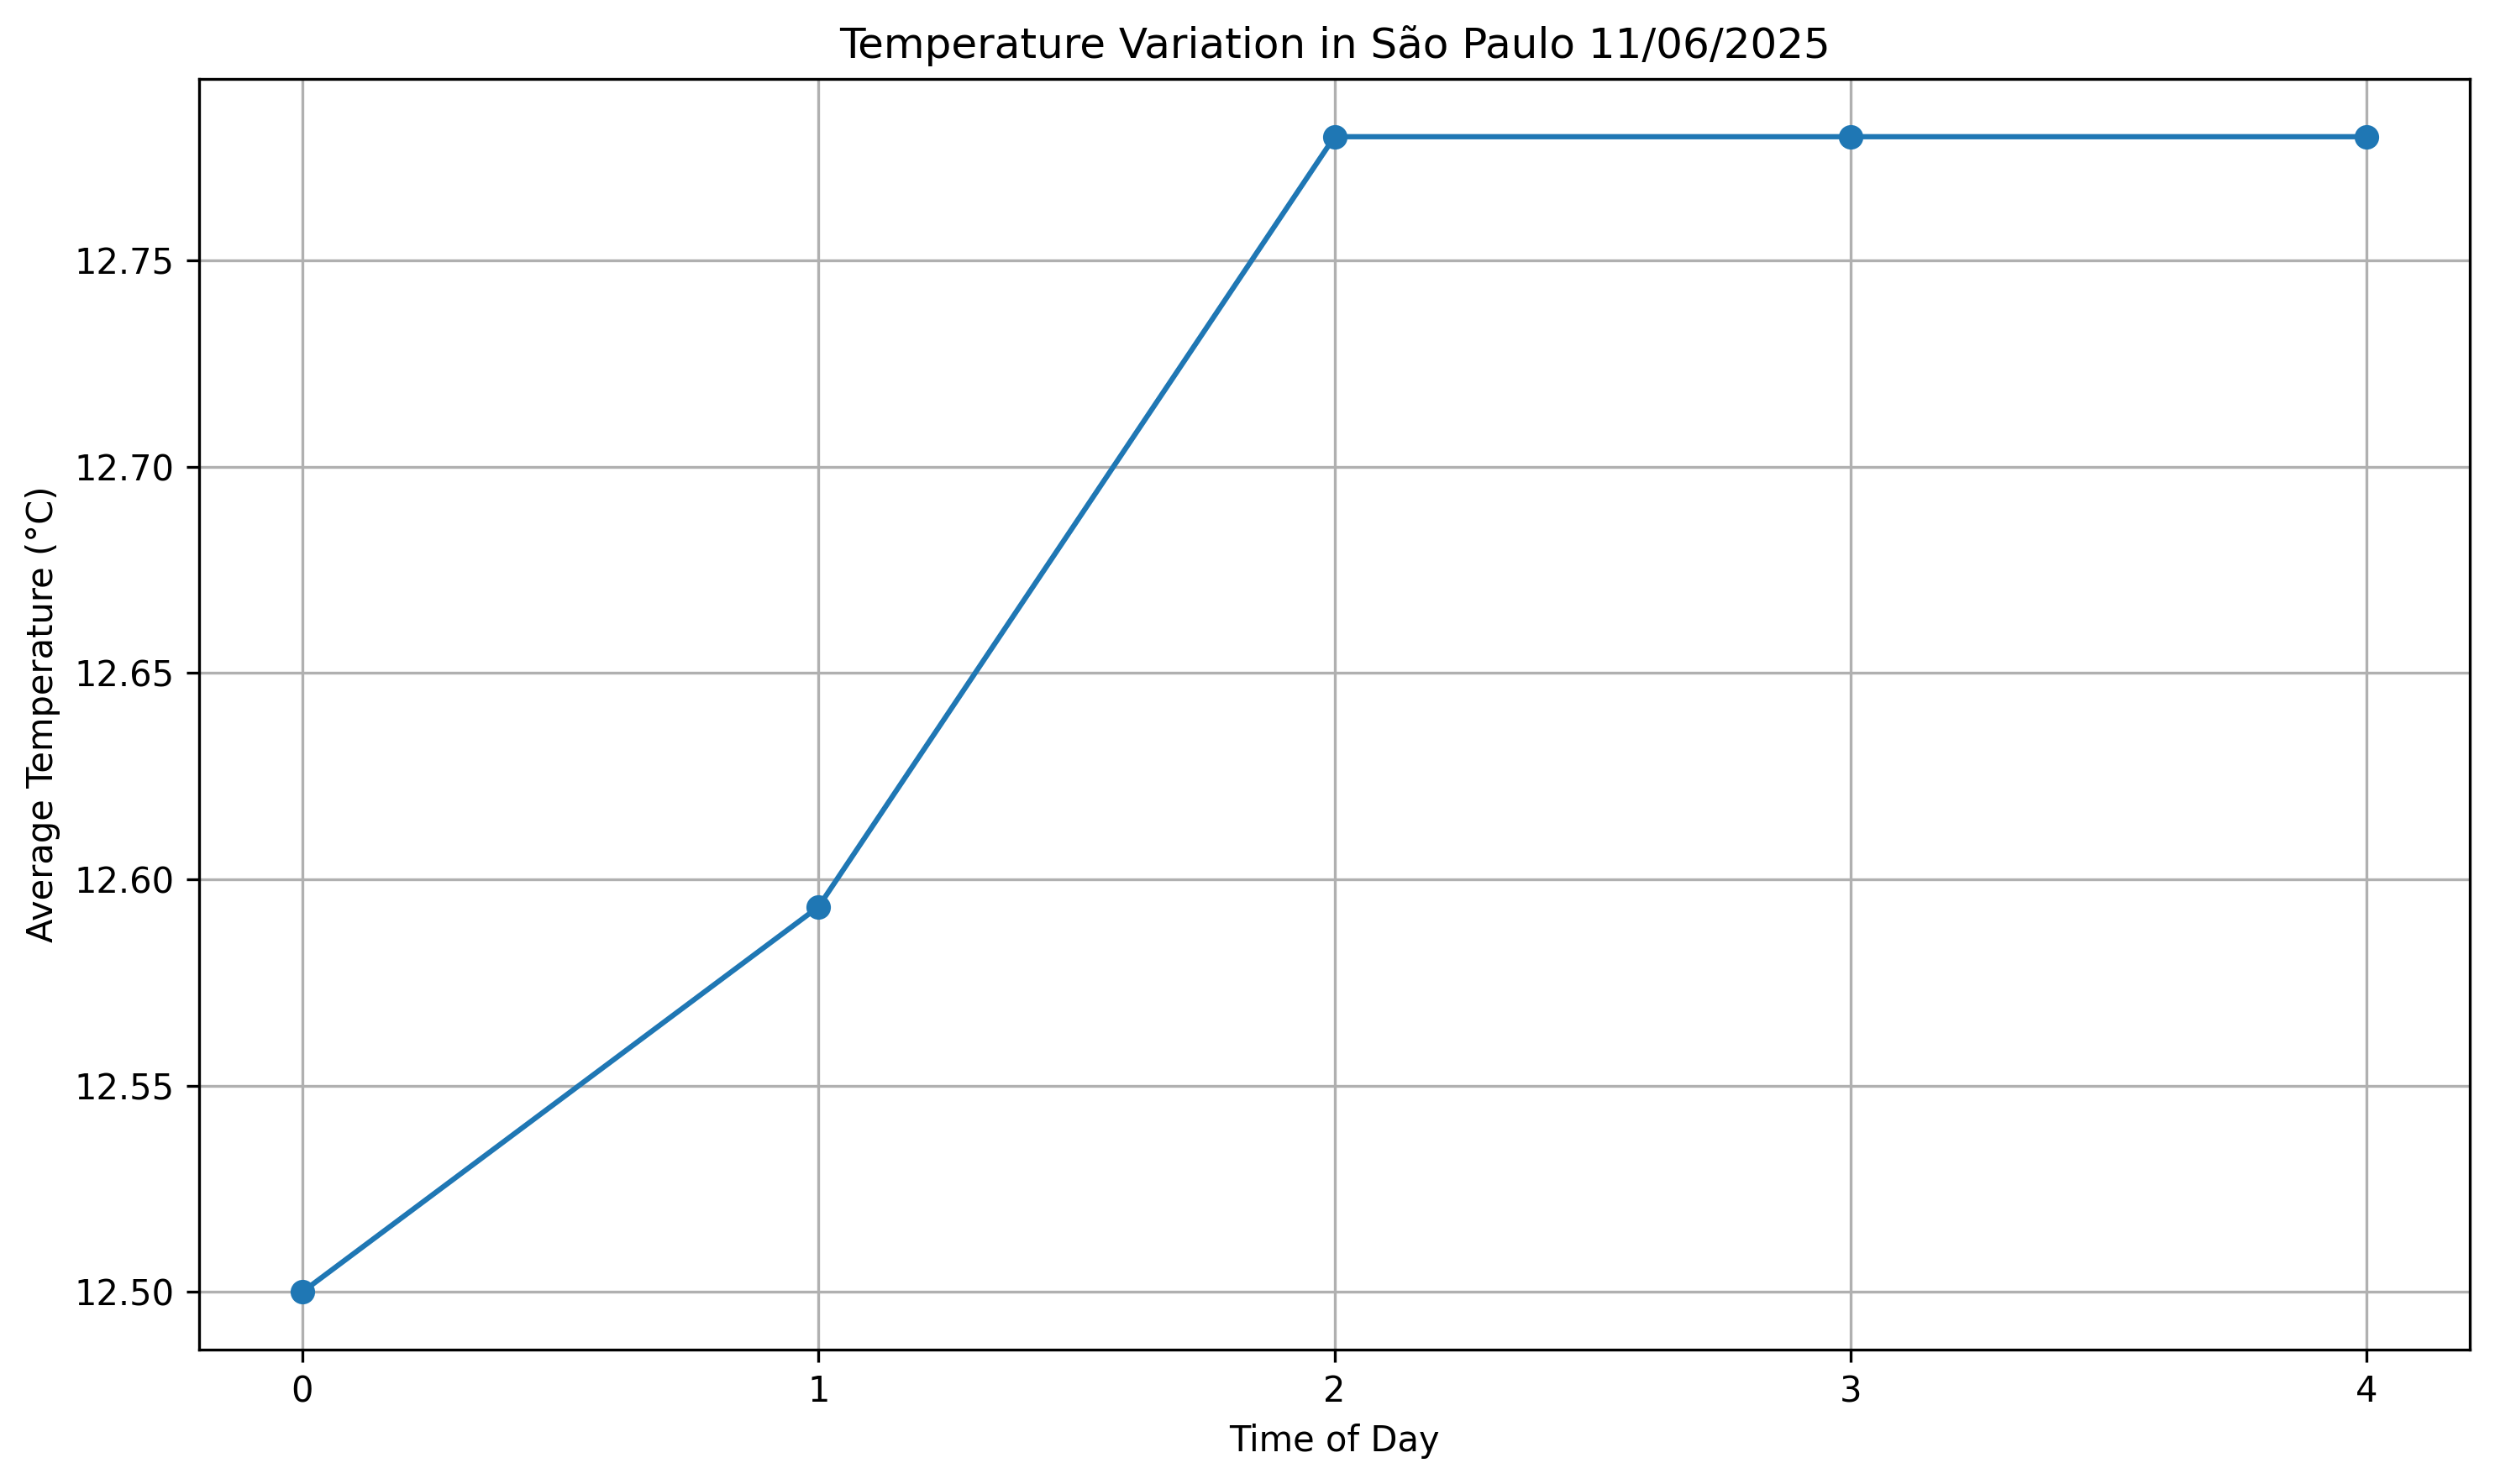 Temperature Variation in São Paulo 11/06/2025
Average Temperature (°C)
12.75
12.70
12.65
12.60
12.55
12.50
0 1 2 3 4
Time of Day